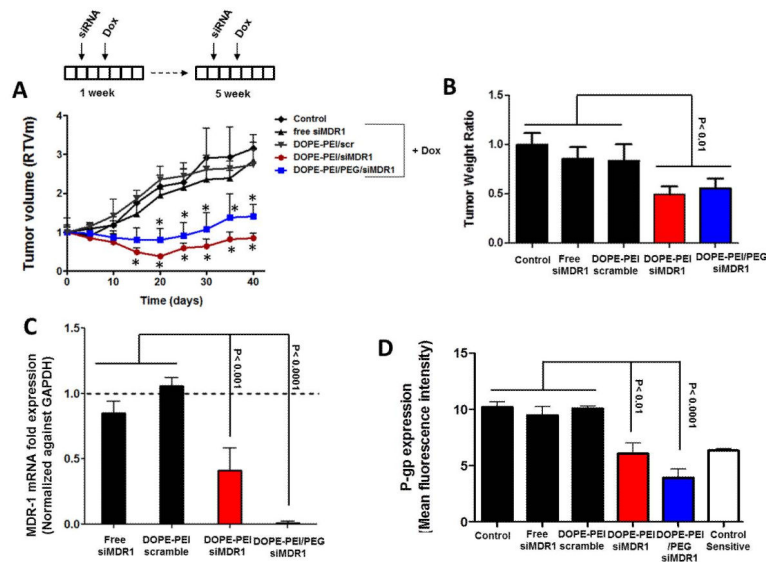 siRNA
Dox
siRNA
Dox
1 week
5 week
A
Tumor volume (RTV/m)
4
3
2
1
0
0
10
20
30
40
Time (days)
* * * * * *
* * * * * *
Control
free siMDR1
DOPE-PEI/scr
DOPE-PEI/siMDR1
DOPE-PEI/PEG/siMDR1
+ Dox
B
Tumor Weight Ratio
1.5
1.0
0.5
0.0
P< 0.01
Control
Free
siMDR1
DOPE-PEI
scramble
DOPE-PEI
siMDR1
DOPE-PEI/PEG
siMDR1
C
MDR-1 mRNA fold expression
(Normalized against GAPDH)
1.5
1.0
0.5
0.0
P< 0.001
P< 0.0001
Free
siMDR1
DOPE-PEI
scramble
DOPE-PEI
siMDR1
DOPE-PEI/PEG
siMDR1
D
P-gp expression
(Mean fluorescence intensity)
15
10
5
0
P< 0.01
P< 0.0001
Control
Free
siMDR1
DOPE-PEI
scramble
DOPE-PEI
siMDR1
DOPE-PEI
/PEG
siMDR1
Control
Sensitive